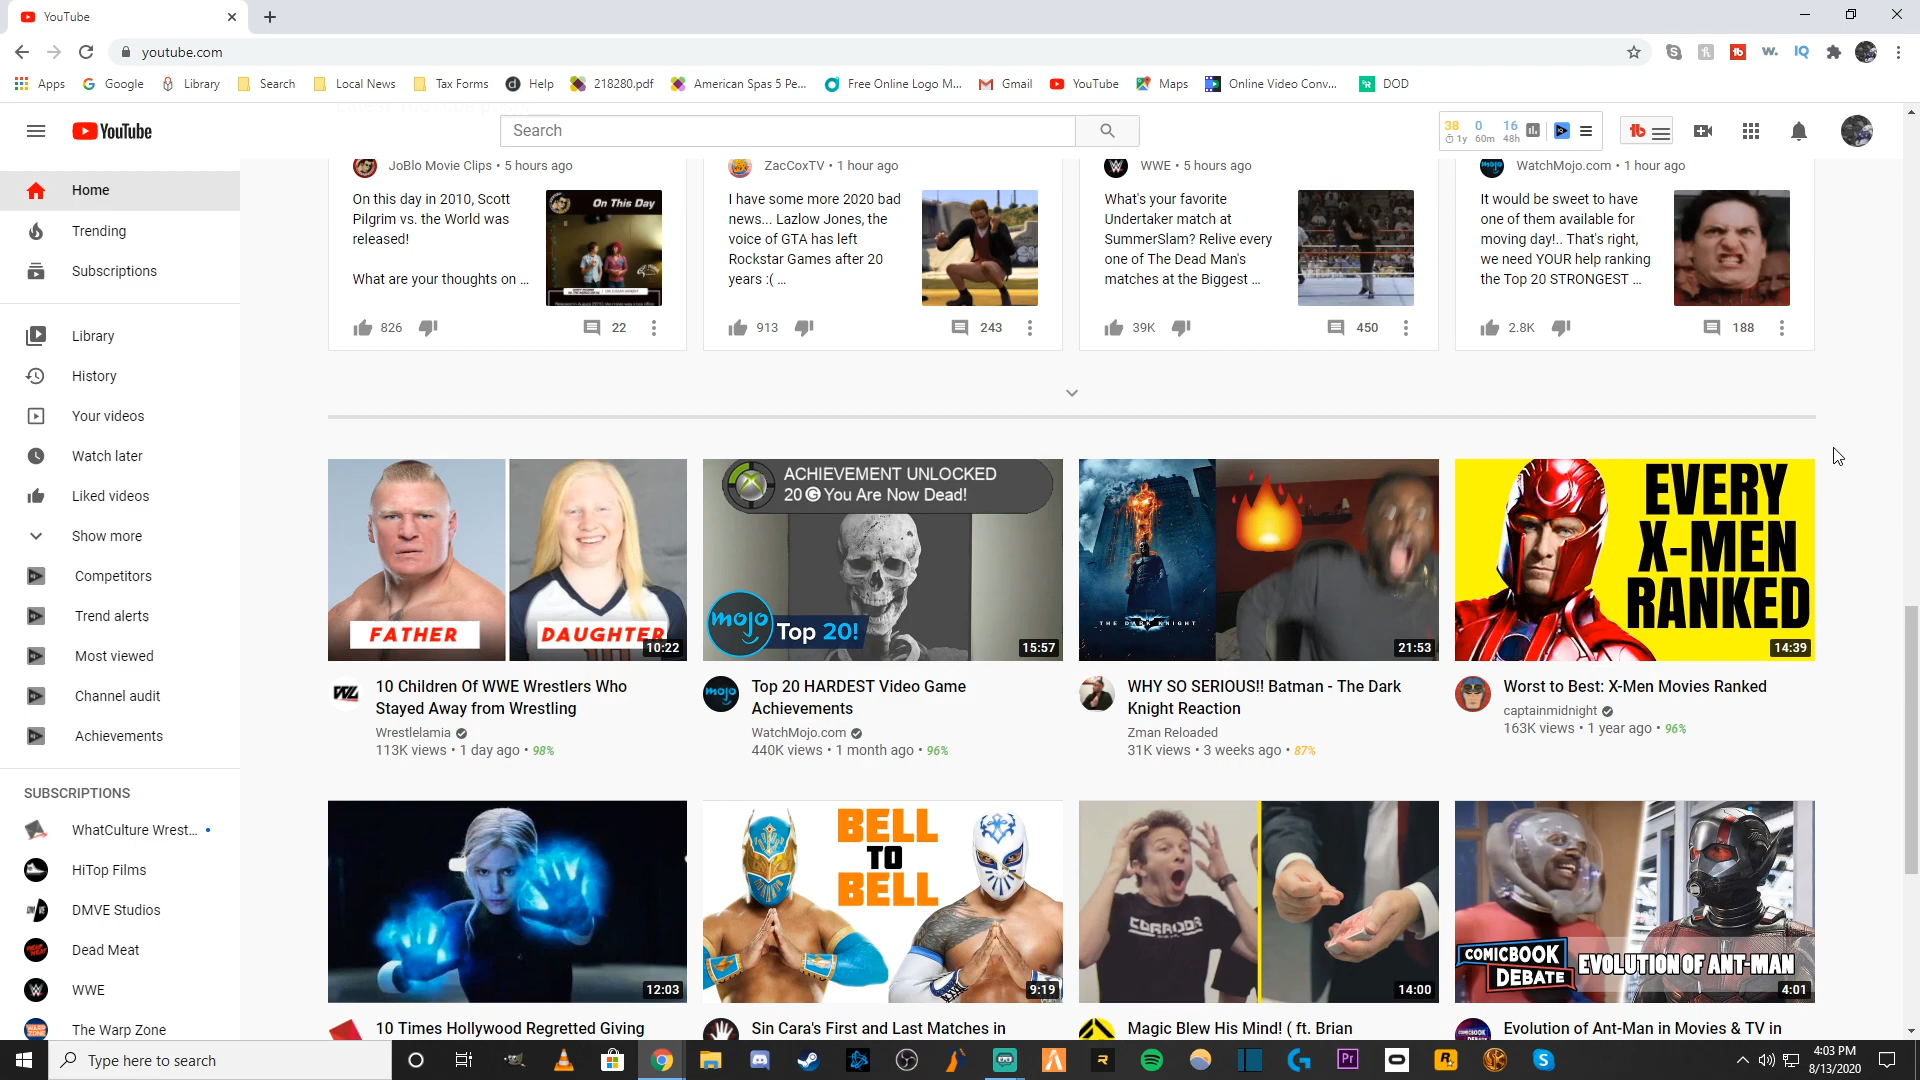 YouTube
youtube.com
Apps
Google
Library
Search
Local News
Tax Forms
Help
218280.pdf
American Spas 5 Pe...
Free Online Logo M...
Gmail
YouTube
Maps
Online Video Conv...
DOD
YouTube
Search
38 0 16
1y 60m 48h
JoBlo Movie Clips • 5 hours ago
ZacCoxTV • 1 hour ago
WWE • 5 hours ago
WatchMojo.com • 1 hour ago
Home
Trending
Subscriptions
Library
History
Your videos
Watch later
Liked videos
Show more
Competitors
Trend alerts
Most viewed
Channel audit
Achievements
SUBSCRIPTIONS
WhatCulture Wrest...
HiTop Films
DMVE Studios
Dead Meat
WWE
The Warp Zone
On this day in 2010, Scott
Pilgrim vs. the World was
released!
What are your thoughts on ...
On This Day
826
22
I have some more 2020 bad
news... Lazlow Jones, the
voice of GTA has left
Rockstar Games after 20
years :( ...
913
243
What's your favorite
Undertaker match at
SummerSlam? Relive every
one of The Dead Man's
matches at the Biggest ...
39K
450
It would be sweet to have
one of them available for
moving day!.. That's right,
we need YOUR help ranking
the Top 20 STRONGEST ...
2.8K
188
FATHER
DAUGHTER
10:22
10 Children Of WWE Wrestlers Who
Stayed Away from Wrestling
Wrestlelamia
113K views • 1 day ago • 98%
ACHIEVEMENT UNLOCKED
20 G You Are Now Dead!
mojo
Top 20!
15:57
mojo
Top 20 HARDEST Video Game
Achievements
WatchMojo.com
440K views • 1 month ago • 96%
THE DARK KNIGHT
21:53
WHY SO SERIOUS!! Batman - The Dark
Knight Reaction
Zman Reloaded
31K views • 3 weeks ago • 87%
EVERY
X-MEN
RANKED
14:39
Worst to Best: X-Men Movies Ranked
captainmidnight
163K views • 1 year ago • 96%
12:03
10 Times Hollywood Regretted Giving
BELL
TO
BELL
9:19
Sin Cara's First and Last Matches in
CORRIDOR
14:00
Magic Blew His Mind! ( ft. Brian
COMICBOOK
DEBATE
EVOLUTION OF ANT-MAN
4:01
Evolution of Ant-Man in Movies & TV in
Type here to search
4:03 PM
8/13/2020